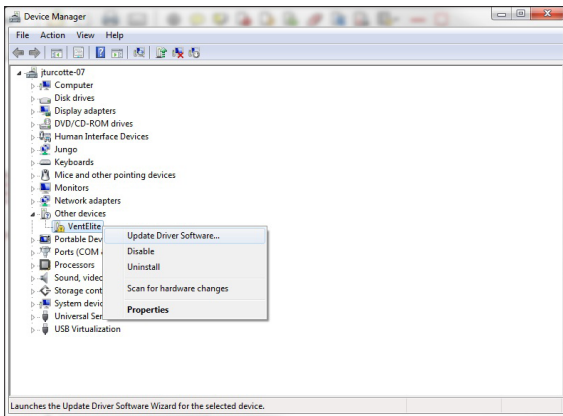 Device Manager
File Action View Help
jturcotte-07
Computer
Disk drives
Display adapters
DVD/CD-ROM drives
Human Interface Devices
Jungo
Keyboards
Mice and other pointing devices
Monitors
Network adapters
Other devices
VentElite
Portable Dev
Ports (COM
Processors
Sound, video
Storage cont
System devic
Universal Ser
USB Virtualization
Update Driver Software...
Disable
Uninstall
Scan for hardware changes
Properties
Launches the Update Driver Software Wizard for the selected device.